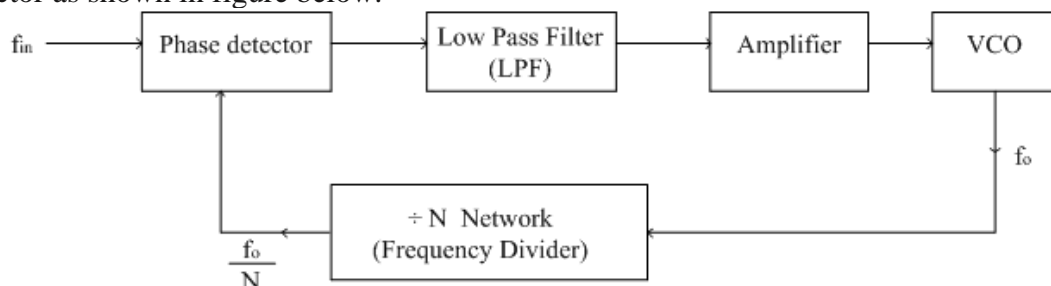 ctor as shown in figure below.
fin
Phase detector
Low Pass Filter
(LPF)
Amplifier
VCO
fo
÷ N Network
(Frequency Divider)
fo
N